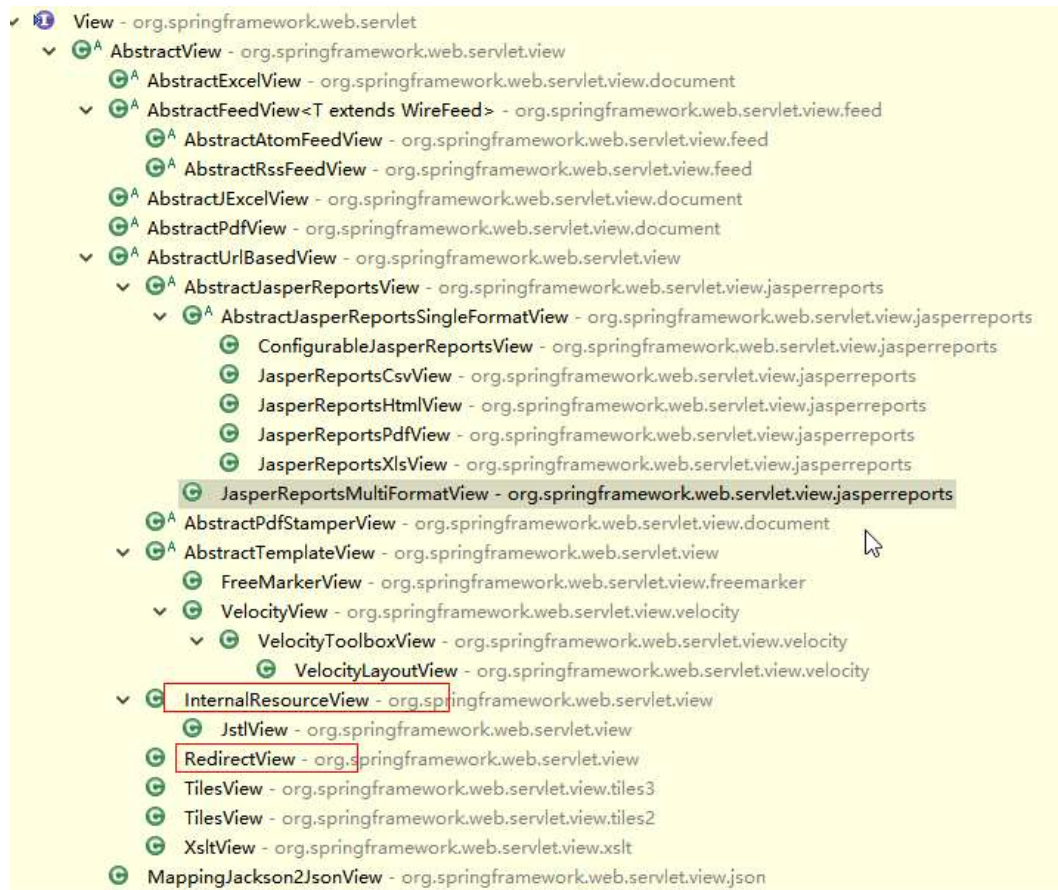 View - org.springframework.web.servlet
AbstractView - org.springframework.web.servlet.view
AbstractExcelView - org.springframework.web.servlet.view.document
AbstractFeedView<T extends WireFeed> - org.springframework.web.servlet.view.feed
AbstractAtomFeedView - org.springframework.web.servlet.view.feed
AbstractRssFeedView - org.springframework.web.servlet.view.feed
AbstractJExcelView - org.springframework.web.servlet.view.document
AbstractPdfView - org.springframework.web.servlet.view.document
AbstractUrlBasedView - org.springframework.web.servlet.view
AbstractJasperReportsView - org.springframework.web.servlet.view.jasperreports
AbstractJasperReportsSingleFormatView - org.springframework.web.servlet.view.jasperreports
ConfigurableJasperReportsView - org.springframework.web.servlet.view.jasperreports
JasperReportsCsvView - org.springframework.web.servlet.view.jasperreports
JasperReportsHtmlView - org.springframework.web.servlet.view.jasperreports
JasperReportsPdfView - org.springframework.web.servlet.view.jasperreports
JasperReportsXlsView - org.springframework.web.servlet.view.jasperreports
JasperReportsMultiFormatView - org.springframework.web.servlet.view.jasperreports
AbstractPdfStamperView - org.springframework.web.servlet.view.document
AbstractTemplateView - org.springframework.web.servlet.view
FreeMarkerView - org.springframework.web.servlet.view.freemarker
VelocityView - org.springframework.web.servlet.view.velocity
VelocityToolboxView - org.springframework.web.servlet.view.velocity
VelocityLayoutView - org.springframework.web.servlet.view.velocity
InternalResourceView - org.springframework.web.servlet.view
JstlView - org.springframework.web.servlet.view
RedirectView - org.springframework.web.servlet.view
TilesView - org.springframework.web.servlet.view.tiles3
TilesView - org.springframework.web.servlet.view.tiles2
XsltView - org.springframework.web.servlet.view.xslt
MappingJackson2JsonView - org.springframework.web.servlet.view.json